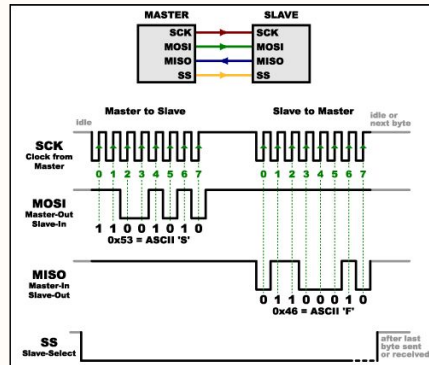 MASTER SLAVE
SCK SCK
MOSI MOSI
MISO MISO
SS SS
Master to Slave Slave to Master
idle
idle or
next byte
SCK
Clock from
Master
0 1 2 3 4 5 6 7 0 1 2 3 4 5 6 7
MOSI
Master-Out
Slave-In
1 1 0 0 1 0 1 0
0x53 = ASCII 'S'
MISO
Master-In
Slave-Out
0 1 1 0 0 0 1 0
0x46 = ASCII 'F'
SS
Slave-Select
after last
byte sent
or received